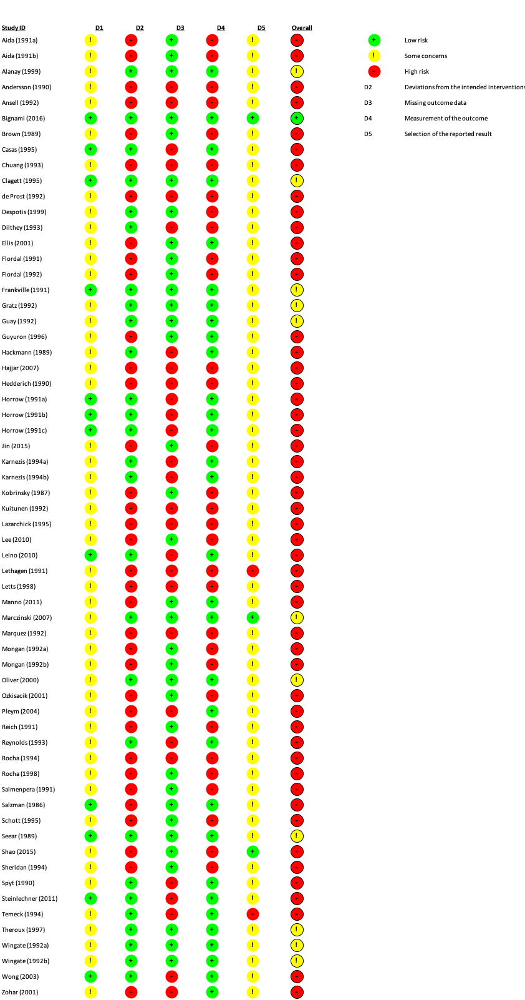 Study ID D1 D2 D3 D4 D5 Overall
Aida (1991a) ! - + - ! - + Low risk
Aida (1991b) ! - + - ! - ! Some concerns
Alanay (1999) ! + + + ! ! - High risk
Andersson (1990) ! - - - ! - D2 Deviations from the intended interventions
Ansell (1992) ! - - - ! - D3 Missing outcome data
Bignami (2016) + + + + + + D4 Measurement of the outcome
Brown (1989) ! - + - ! - D5 Selection of the reported result
Casas (1995) + + - + ! -
Chuang (1993) ! - - - ! -
Clagett (1995) + + + + ! !
de Prost (1992) ! - - - ! -
Despotis (1999) ! + + - ! -
Dilthey (1993) ! + - - ! -
Ellis (2001) ! - + + ! -
Flordal (1991) ! - + - ! -
Flordal (1992) ! - + - ! -
Frankville (1991) + + + + ! !
Gratz (1992) ! + + + ! !
Guay (1992) ! + + + ! !
Guyuron (1996) ! - + + ! -
Hackmann (1989) ! + - + ! -
Hajjar (2007) ! - - - ! -
Hedderich (1990) ! - - - ! -
Horrow (1991a) + + - + ! -
Horrow (1991b) + + - + ! -
Horrow (1991c) + + - + ! -
Jin (2015) ! - + - ! -
Karnezis (1994a) ! + - + ! -
Karnezis (1994b) ! + - + ! -
Kobrinsky (1987) ! - + - ! -
Kuitunen (1992) ! - - - ! -
Lazarchick (1995) ! - - - ! -
Lee (2010) ! - + - ! -
Leino (2010) + + - + ! -
Lethagen (1991) ! - - - - -
Letts (1998) ! - - - ! -
Manno (2011) ! - + + ! -
Marczinski (2007) ! + + + + !
Marquez (1992) ! - - - ! -
Mongan (1992a) ! - + - ! -
Mongan (1992b) ! - + - ! -
Oliver (2000) ! + + + ! !
Ozkisacik (2001) ! - + - ! -
Pleym (2004) ! - - + ! -
Reich (1991) ! - + - ! -
Reynolds (1993) ! + - + ! -
Rocha (1994) ! - - - ! -
Rocha (1998) ! - + - ! -
Salmenpera (1991) ! - + - ! -
Salzman (1986) + - + + ! -
Schott (1995) ! - + - ! -
Seear (1989) + + + + ! !
Shao (2015) ! - + - + -
Sheridan (1994) ! - + - ! -
Spyt (1990) ! + - + ! -
Steinlechner (2011) + + - + ! -
Temeck (1994) ! + - + - -
Theroux (1997) ! + + + ! !
Wingate (1992a) ! + + + ! !
Wingate (1992b) ! + + + ! !
Wong (2003) + + - + ! -
Zohar (2001) ! - - + ! -